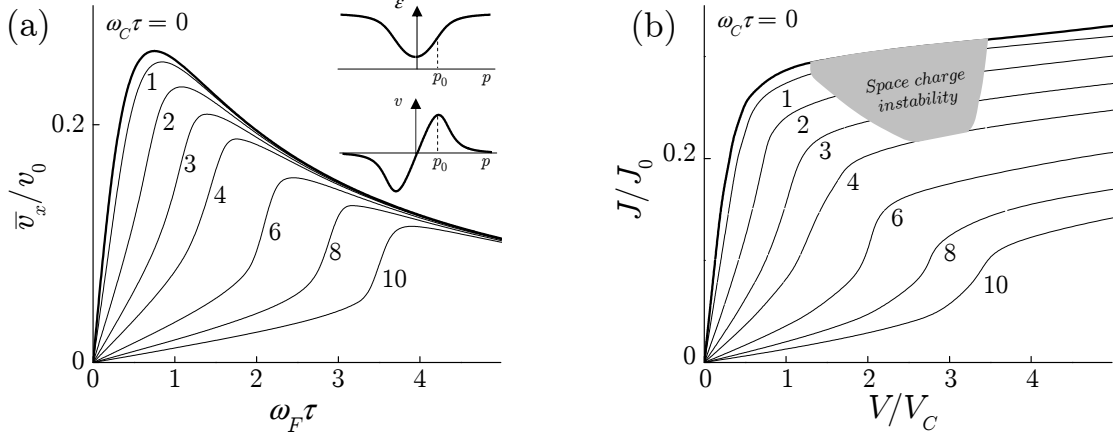 (a)
ω_C τ = 0
ε
p_0
p
v
p_0
p
1
2
3
4
6
8
10
0.2
0
v̅_x / v_0
0 1 2 3 4
ω_F τ
(b)
ω_C τ = 0
Space charge
instability
1
2
3
4
6
8
10
0.2
0
J / J_0
0 1 2 3 4
V/V_C